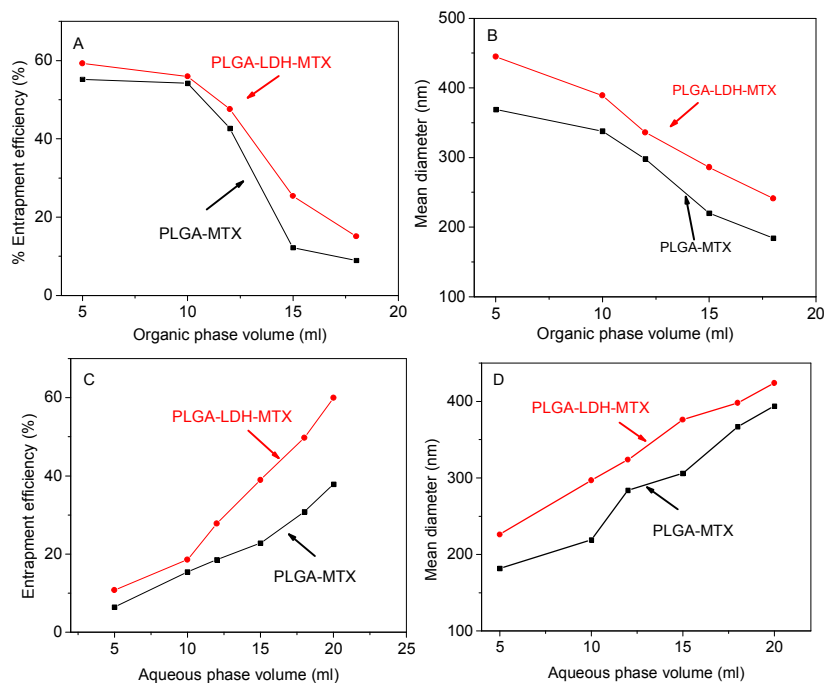 A
PLGA-LDH-MTX
PLGA-MTX
% Entrapment efficiency (%)
60
40
20
0
5 10 15 20
Organic phase volume (ml)
B
PLGA-LDH-MTX
PLGA-MTX
Mean diameter (nm)
500
400
300
200
100
5 10 15 20
Organic phase volume (ml)
C
PLGA-LDH-MTX
PLGA-MTX
Entrapment efficiency (%)
60
40
20
0
5 10 15 20 25
Aqueous phase volume (ml)
D
PLGA-LDH-MTX
PLGA-MTX
Mean diameter (nm)
400
300
200
100
5 10 15 20
Aqueous phase volume (ml)